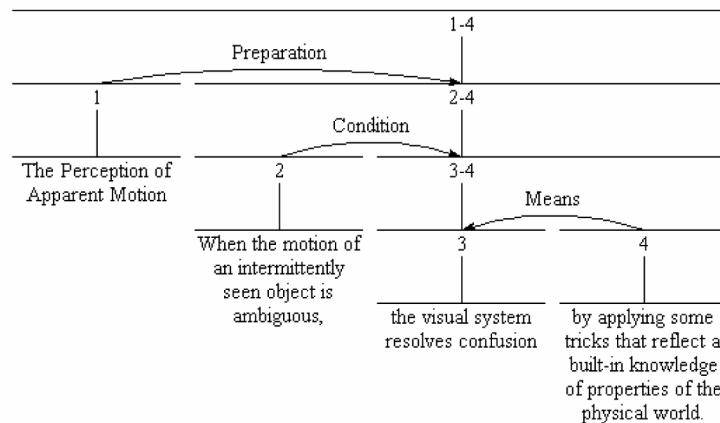 1-4
Preparation
1
2-4
Condition
The Perception of
Apparent Motion
2
3-4
Means
When the motion of
an intermittently
seen object is
ambiguous,
3
4
the visual system
resolves confusion
by applying some
tricks that reflect a
built-in knowledge
of properties of the
physical world.